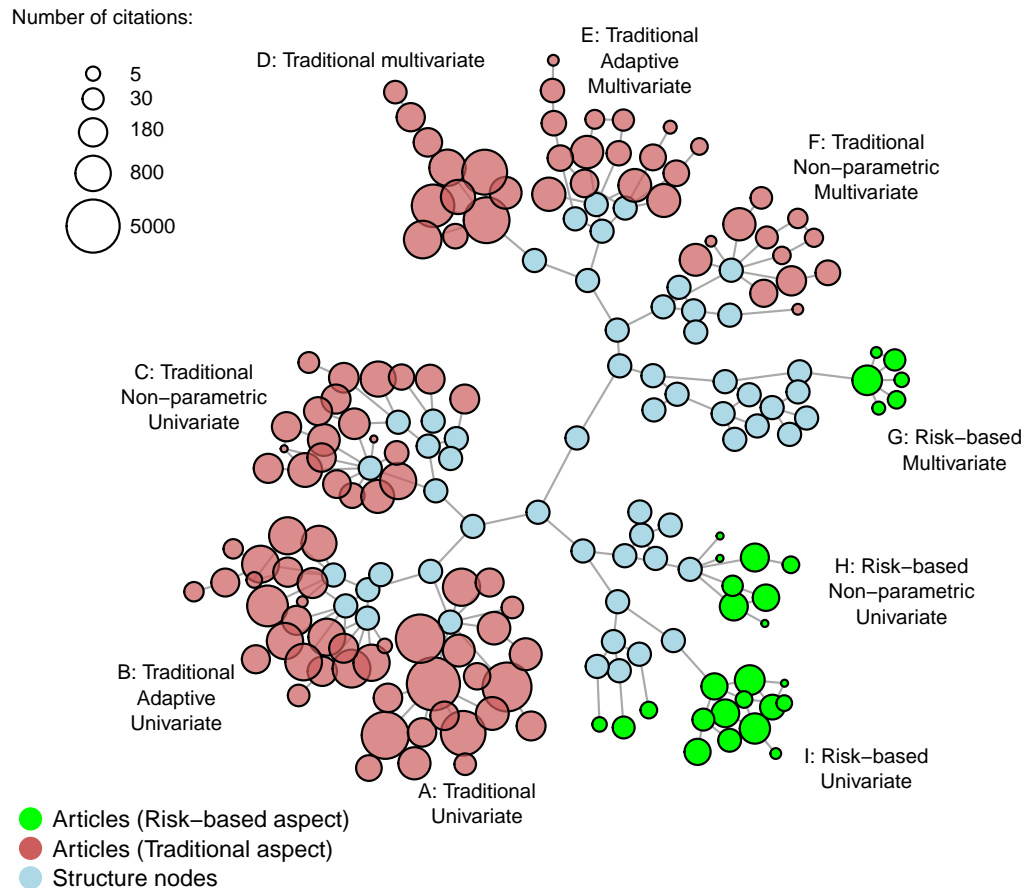 Number of citations:
5
30
180
800
5000
D: Traditional multivariate
E: Traditional
Adaptive
Multivariate
F: Traditional
Non−parametric
Multivariate
C: Traditional
Non−parametric
Univariate
G: Risk−based
Multivariate
H: Risk−based
Non−parametric
Univariate
B: Traditional
Adaptive
Univariate
I: Risk−based
Univariate
A: Traditional
Univariate
Articles (Risk−based aspect)
Articles (Traditional aspect)
Structure nodes